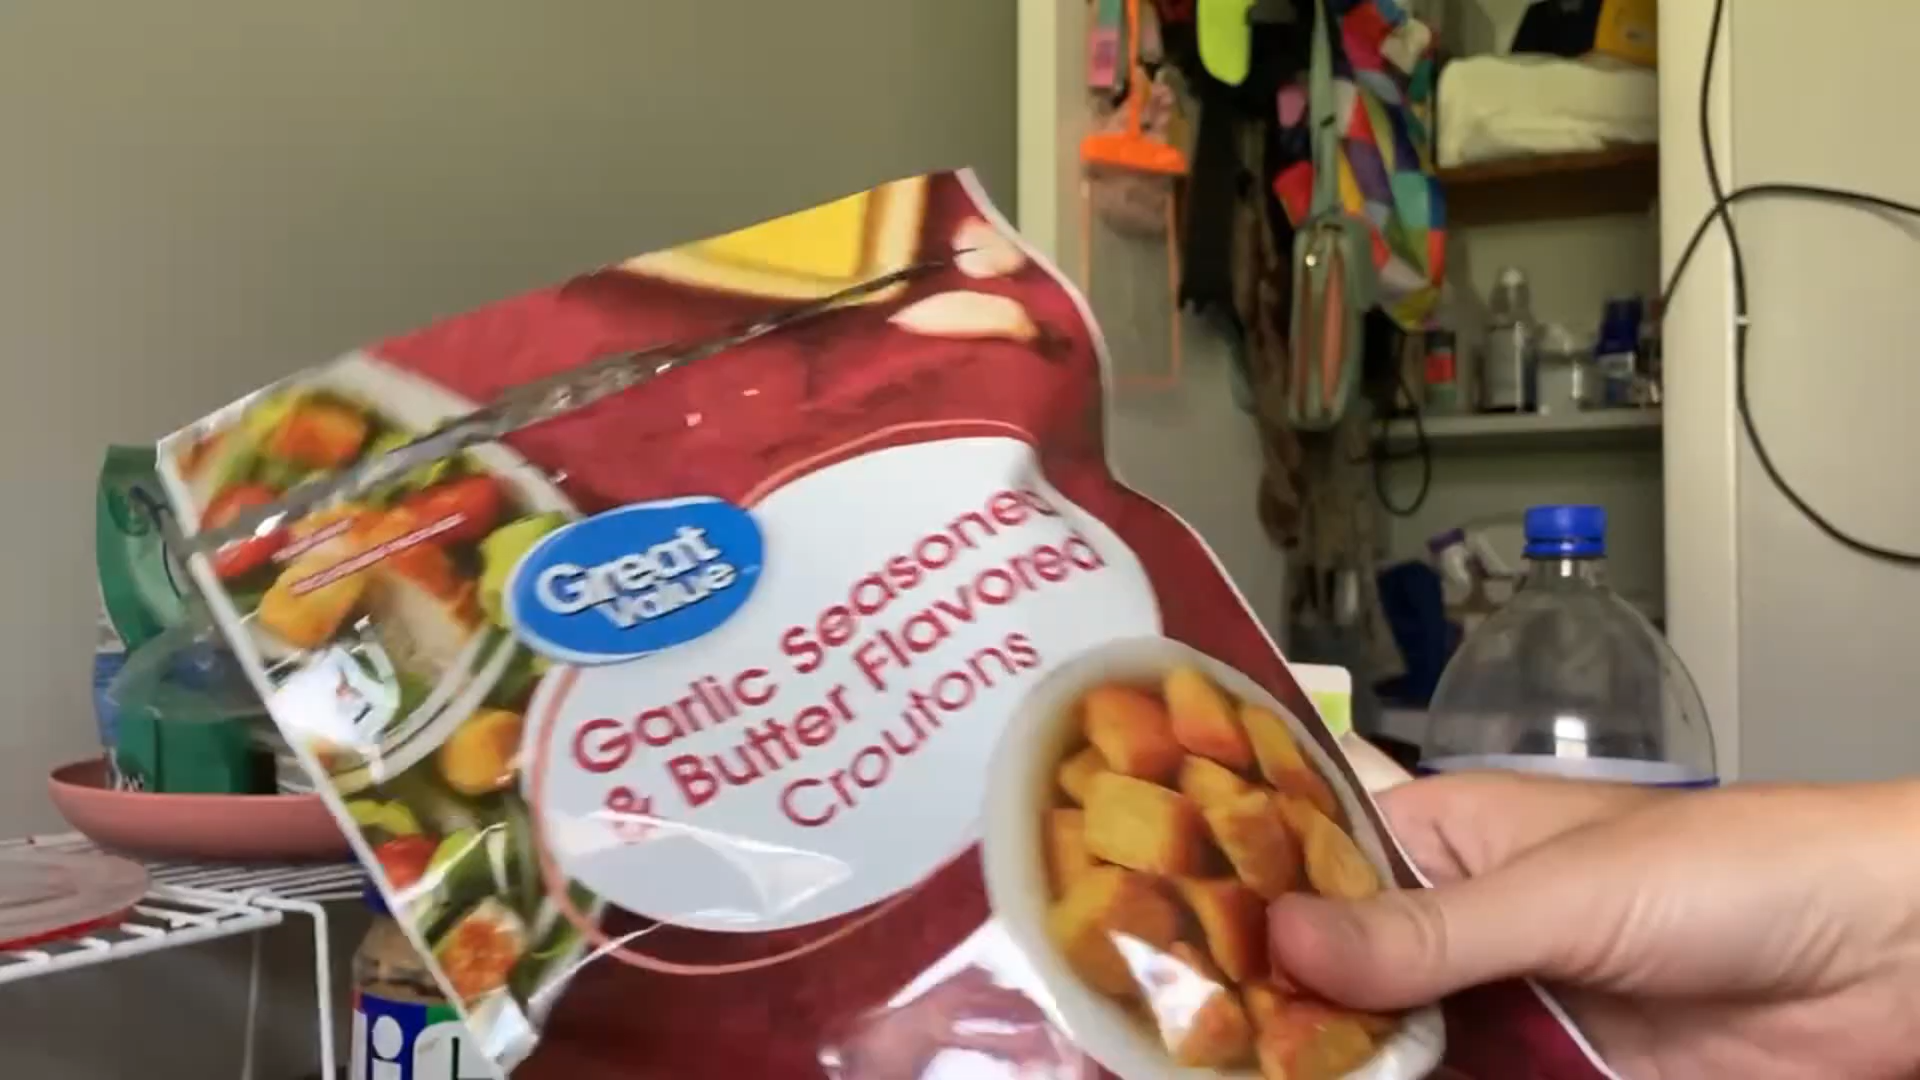 Great
Value
Garlic Seasoned
& Butter Flavored
Croutons